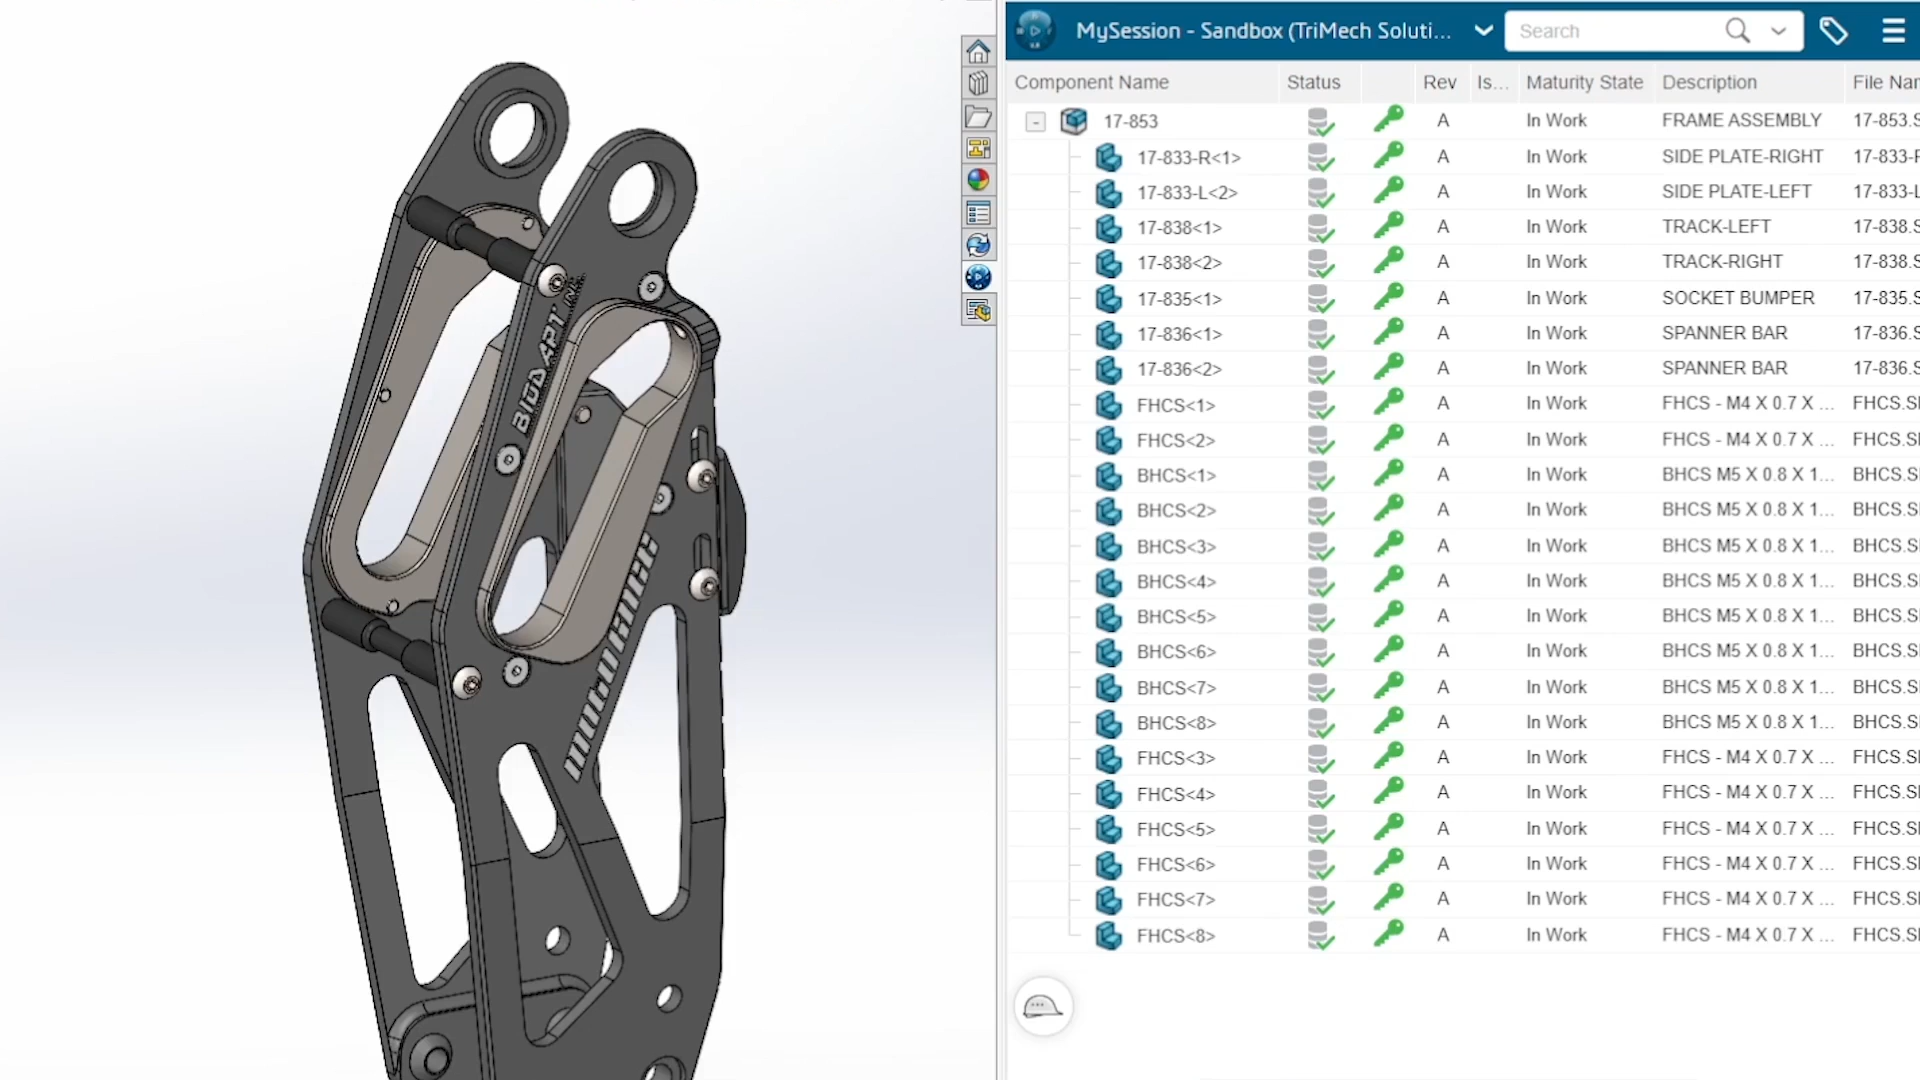 MySession - Sandbox (TriMech Soluti...
Search
Component Name Status Rev Is... Maturity State Description File Nan
17-853 A In Work FRAME ASSEMBLY 17-853.S
17-833-R<1> A In Work SIDE PLATE-RIGHT 17-833-F
17-833-L<2> A In Work SIDE PLATE-LEFT 17-833-L
17-838<1> A In Work TRACK-LEFT 17-838.S
17-838<2> A In Work TRACK-RIGHT 17-838.S
17-835<1> A In Work SOCKET BUMPER 17-835.S
17-836<1> A In Work SPANNER BAR 17-836.S
17-836<2> A In Work SPANNER BAR 17-836.S
FHCS<1> A In Work FHCS - M4 X 0.7 X ... FHCS.SI
FHCS<2> A In Work FHCS - M4 X 0.7 X ... FHCS.SI
BHCS<1> A In Work BHCS M5 X 0.8 X 1... BHCS.SI
BHCS<2> A In Work BHCS M5 X 0.8 X 1... BHCS.SI
BHCS<3> A In Work BHCS M5 X 0.8 X 1... BHCS.SI
BHCS<4> A In Work BHCS M5 X 0.8 X 1... BHCS.SI
BHCS<5> A In Work BHCS M5 X 0.8 X 1... BHCS.SI
BHCS<6> A In Work BHCS M5 X 0.8 X 1... BHCS.SI
BHCS<7> A In Work BHCS M5 X 0.8 X 1... BHCS.SI
BHCS<8> A In Work BHCS M5 X 0.8 X 1... BHCS.SI
FHCS<3> A In Work FHCS - M4 X 0.7 X ... FHCS.SI
FHCS<4> A In Work FHCS - M4 X 0.7 X ... FHCS.SI
FHCS<5> A In Work FHCS - M4 X 0.7 X ... FHCS.SI
FHCS<6> A In Work FHCS - M4 X 0.7 X ... FHCS.SI
FHCS<7> A In Work FHCS - M4 X 0.7 X ... FHCS.SI
FHCS<8> A In Work FHCS - M4 X 0.7 X ... FHCS.SI